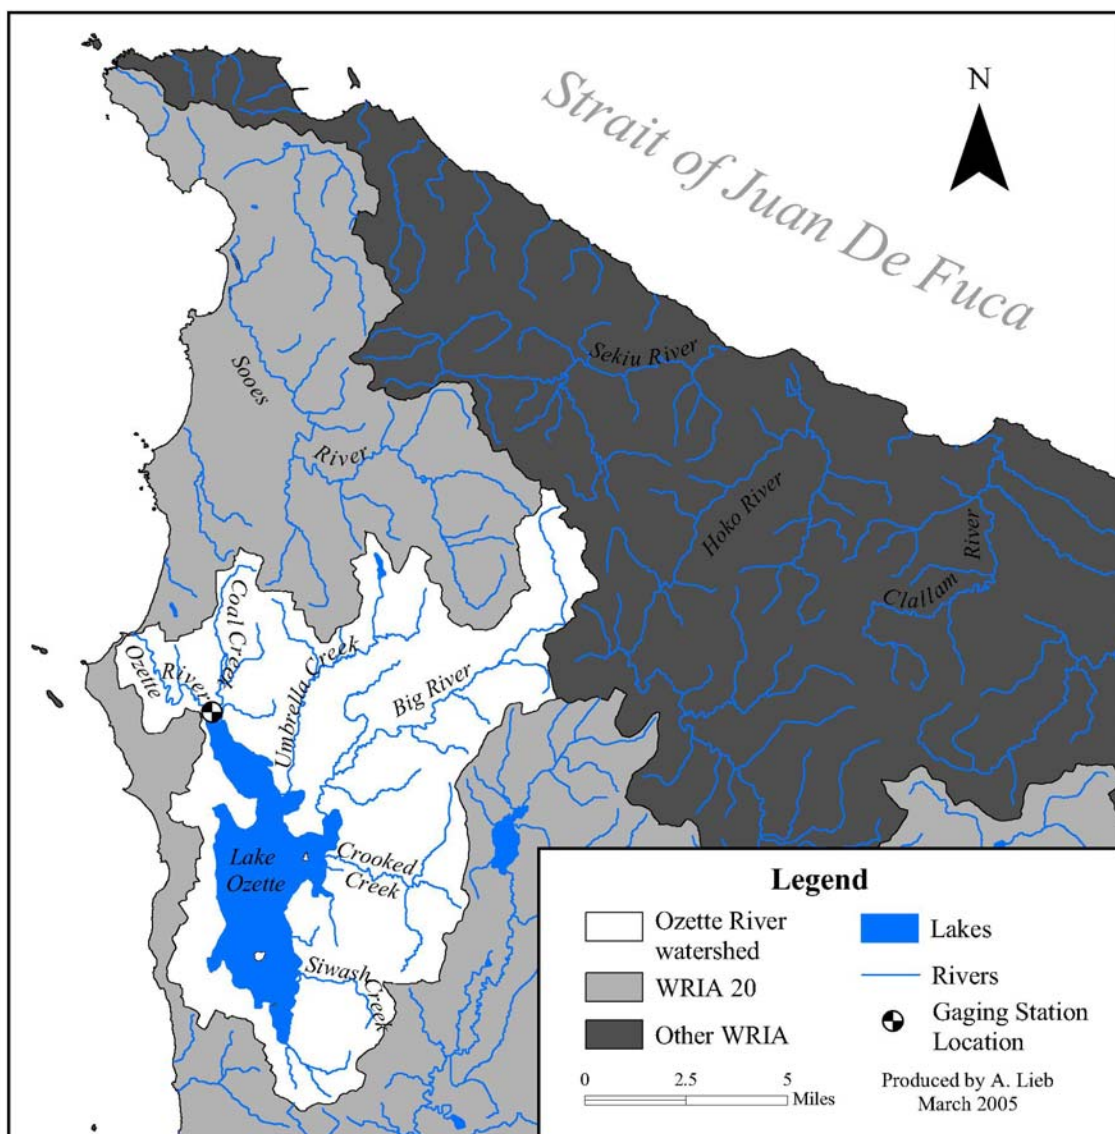 N
Strait of Juan De Fuca
Sekiu River
Sooes
River
Hoko River
River
Clallam
Coal Creek
Ozette
River
Umbrella Creek
Big River
Lake
Ozette
Crooked
Creek
Siwash Creek
Legend
Ozette River
watershed
WRIA 20
Other WRIA
0 2.5 5
Miles
Lakes
Rivers
Gaging Station
Location
Produced by A. Lieb
March 2005